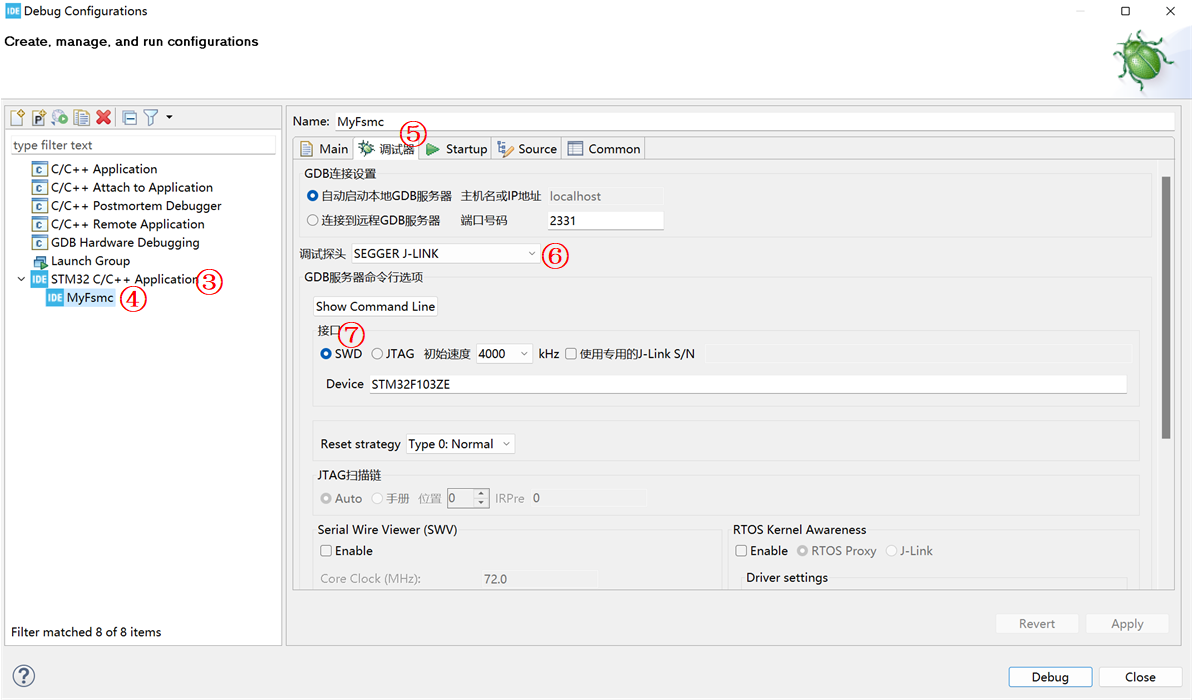 IDE Debug Configurations
Create, manage, and run configurations
type filter text
C/C++ Application
C/C++ Attach to Application
C/C++ Postmortem Debugger
C/C++ Remote Application
GDB Hardware Debugging
Launch Group
IDE STM32 C/C++ Application ③
IDE MyFsmc ④
Filter matched 8 of 8 items
Name: MyFsmc
⑤
Main 调试器 Startup Source Common
GDB连接设置
自动启动本地GDB服务器 主机名或IP地址 localhost
连接到远程GDB服务器 端口号码 2331
调试探头 SEGGER J-LINK ⑥
GDB服务器命令行选项
Show Command Line
接口 ⑦
SWD JTAG 初始速度 4000 kHz 使用专用的J-Link S/N
Device STM32F103ZE
Reset strategy Type 0: Normal
JTAG扫描链
Auto 手册 位置 0 IRPre 0
Serial Wire Viewer (SWV)
Enable
Core Clock (MHz): 72.0
RTOS Kernel Awareness
Enable RTOS Proxy J-Link
Driver settings
Revert Apply
? Debug Close